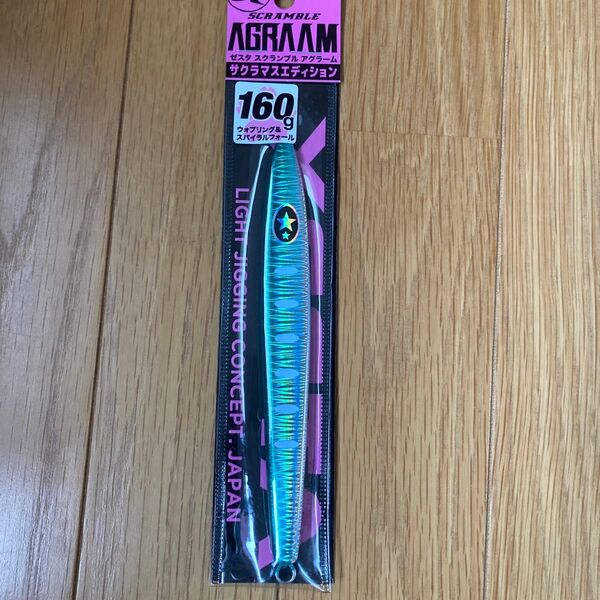 SCRAMBLE
AGRAAM
ゼスタ スクランブル アグラーム
サクラマスエディション
160g
ウォブリング&
スパイラルフォール
LIGHT JIGGING CONCEPT. JAPAN